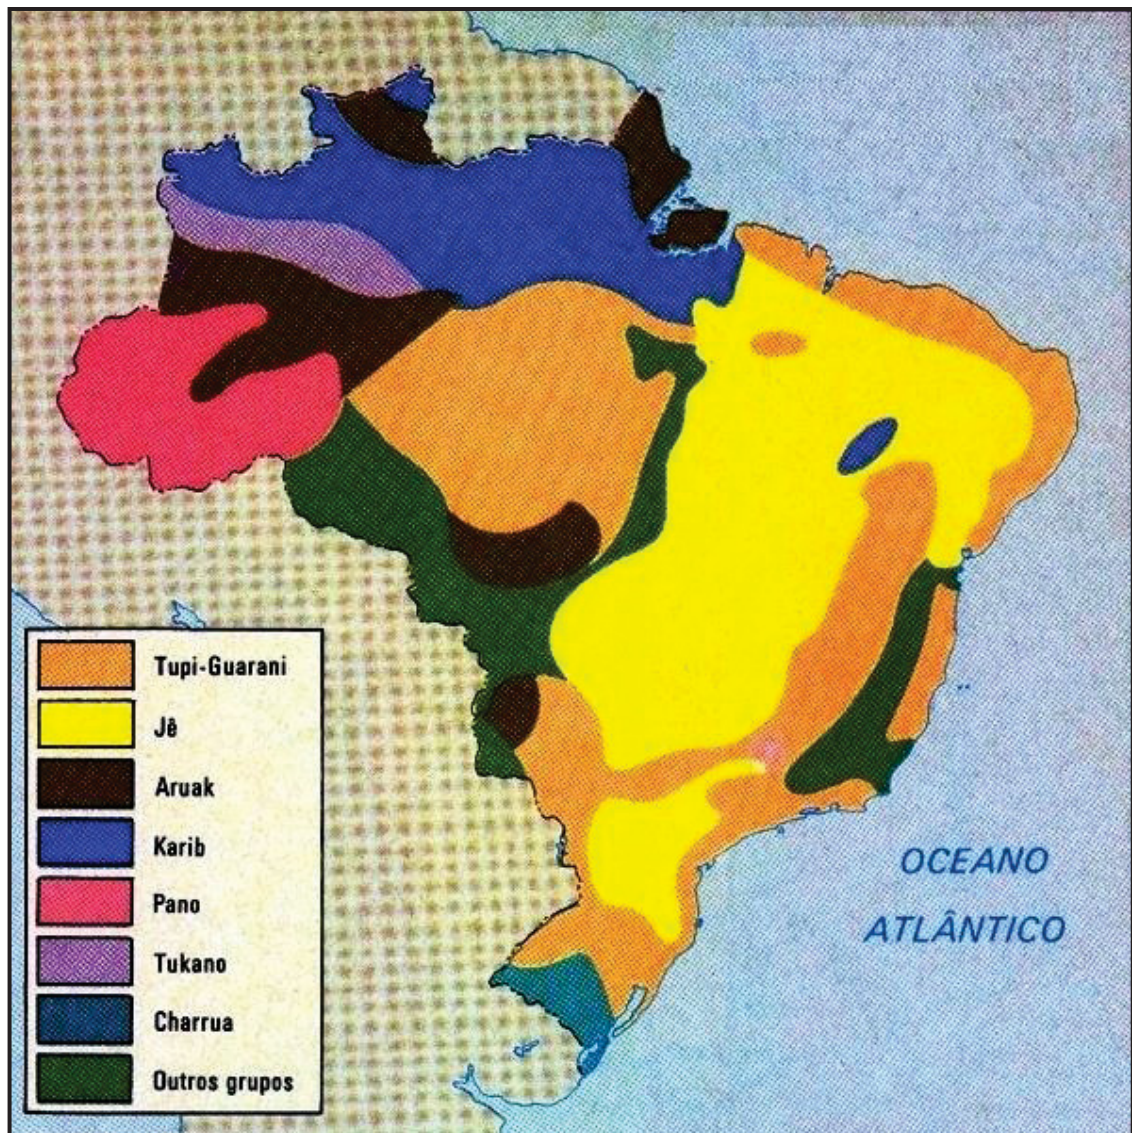 Tupi-Guarani
Jê
Aruak
Karib
Pano
Tukano
Charrua
Outros grupos
OCEANO
ATLÂNTICO